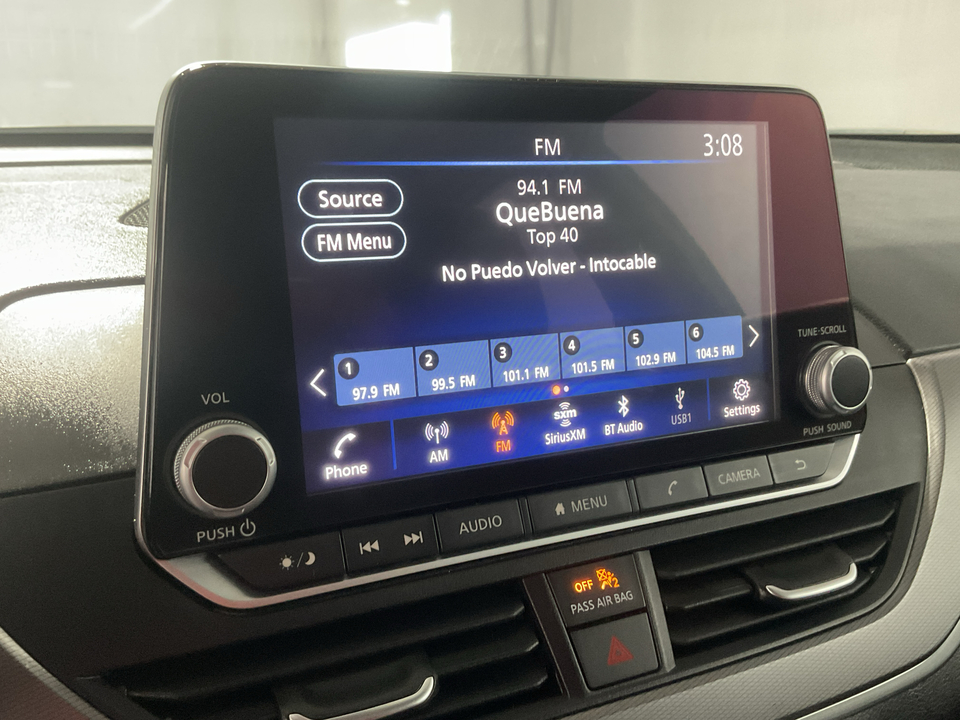 FM
3:08
Source
FM Menu
94.1 FM
QueBuena
Top 40
No Puedo Volver - Intocable
1
97.9 FM
2
99.5 FM
3
101.1 FM
4
101.5 FM
5
102.9 FM
6
104.5 FM
Phone
AM
FM
sxm
SiriusXM
BT Audio
USB1
Settings
VOL
PUSH
TUNE·SCROLL
PUSH SOUND
AUDIO
MENU
CAMERA
OFF 2
PASS AIR BAG